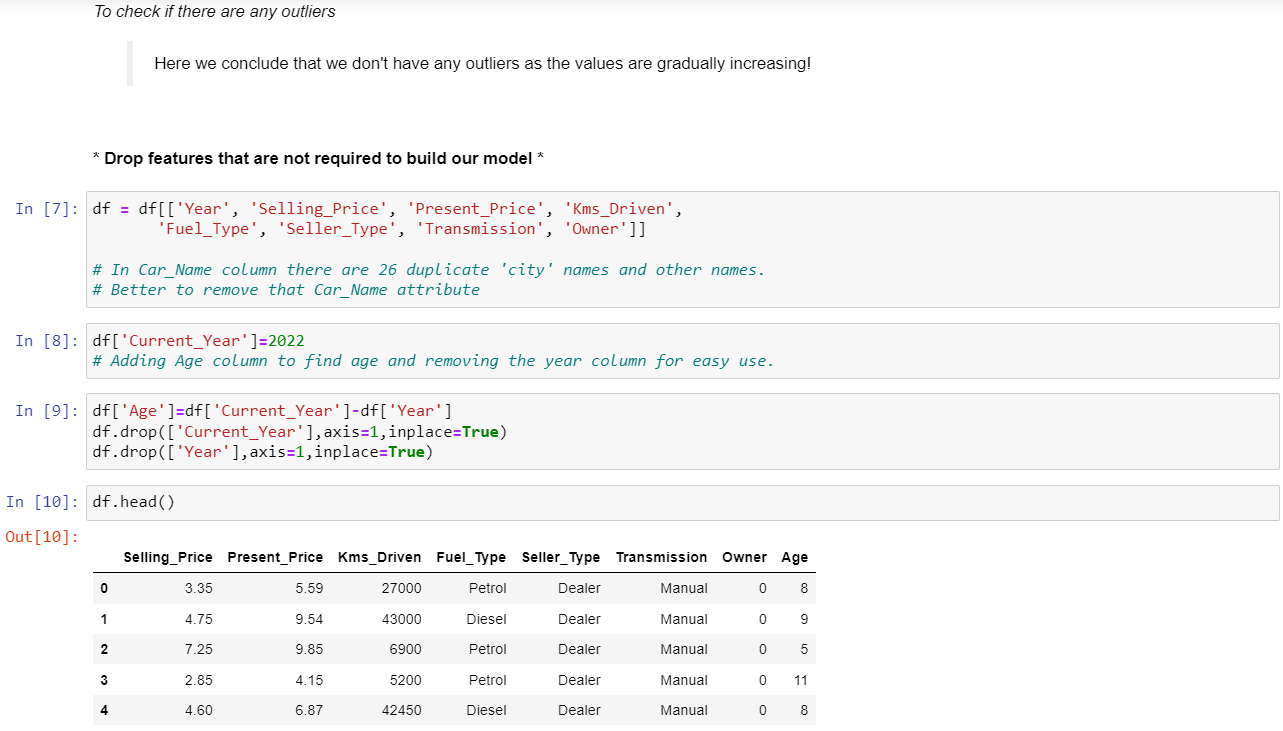 To check if there are any outliers
Here we conclude that we don't have any outliers as the values are gradually increasing!
* Drop features that are not required to build our model *
In [7]: df = df[['Year', 'Selling_Price', 'Present_Price', 'Kms_Driven',
'Fuel_Type', 'Seller_Type', 'Transmission', 'Owner']]
# In Car_Name column there are 26 duplicate 'city' names and other names.
# Better to remove that Car_Name attribute
In [8]: df['Current_Year']=2022
# Adding Age column to find age and removing the year column for easy use.
In [9]: df['Age']=df['Current_Year']-df['Year']
df.drop(['Current_Year'],axis=1,inplace=True)
df.drop(['Year'],axis=1,inplace=True)
In [10]: df.head()
Out[10]:
Selling_Price Present_Price Kms_Driven Fuel_Type Seller_Type Transmission Owner Age
0 3.35 5.59 27000 Petrol Dealer Manual 0 8
1 4.75 9.54 43000 Diesel Dealer Manual 0 9
2 7.25 9.85 6900 Petrol Dealer Manual 0 5
3 2.85 4.15 5200 Petrol Dealer Manual 0 11
4 4.60 6.87 42450 Diesel Dealer Manual 0 8